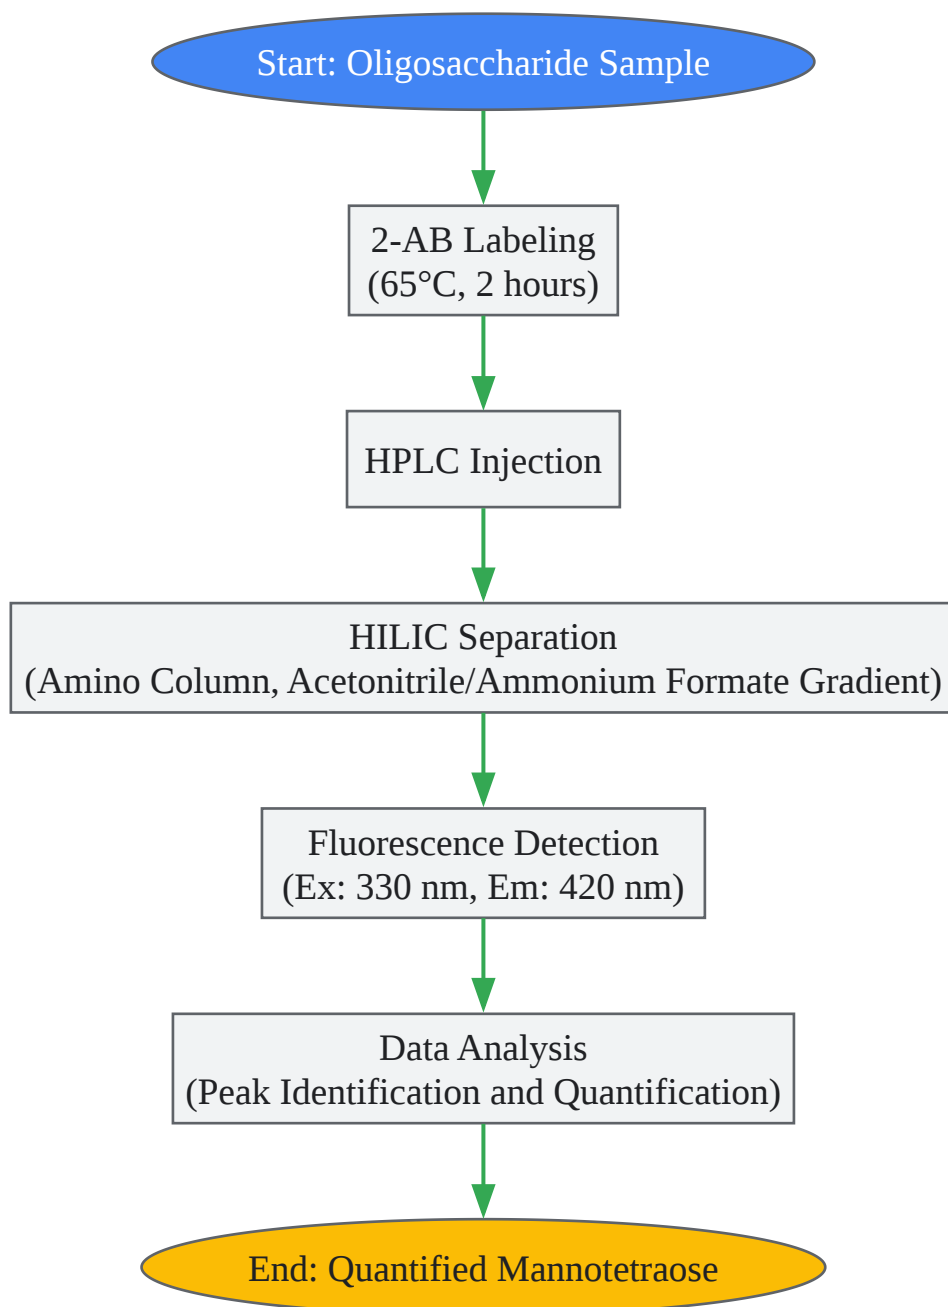 Start: Oligosaccharide Sample
2-AB Labeling
(65°C, 2 hours)
HPLC Injection
HILIC Separation
(Amino Column, Acetonitrile/Ammonium Formate Gradient)
Fluorescence Detection
(Ex: 330 nm, Em: 420 nm)
Data Analysis
(Peak Identification and Quantification)
End: Quantified Mannotetraose